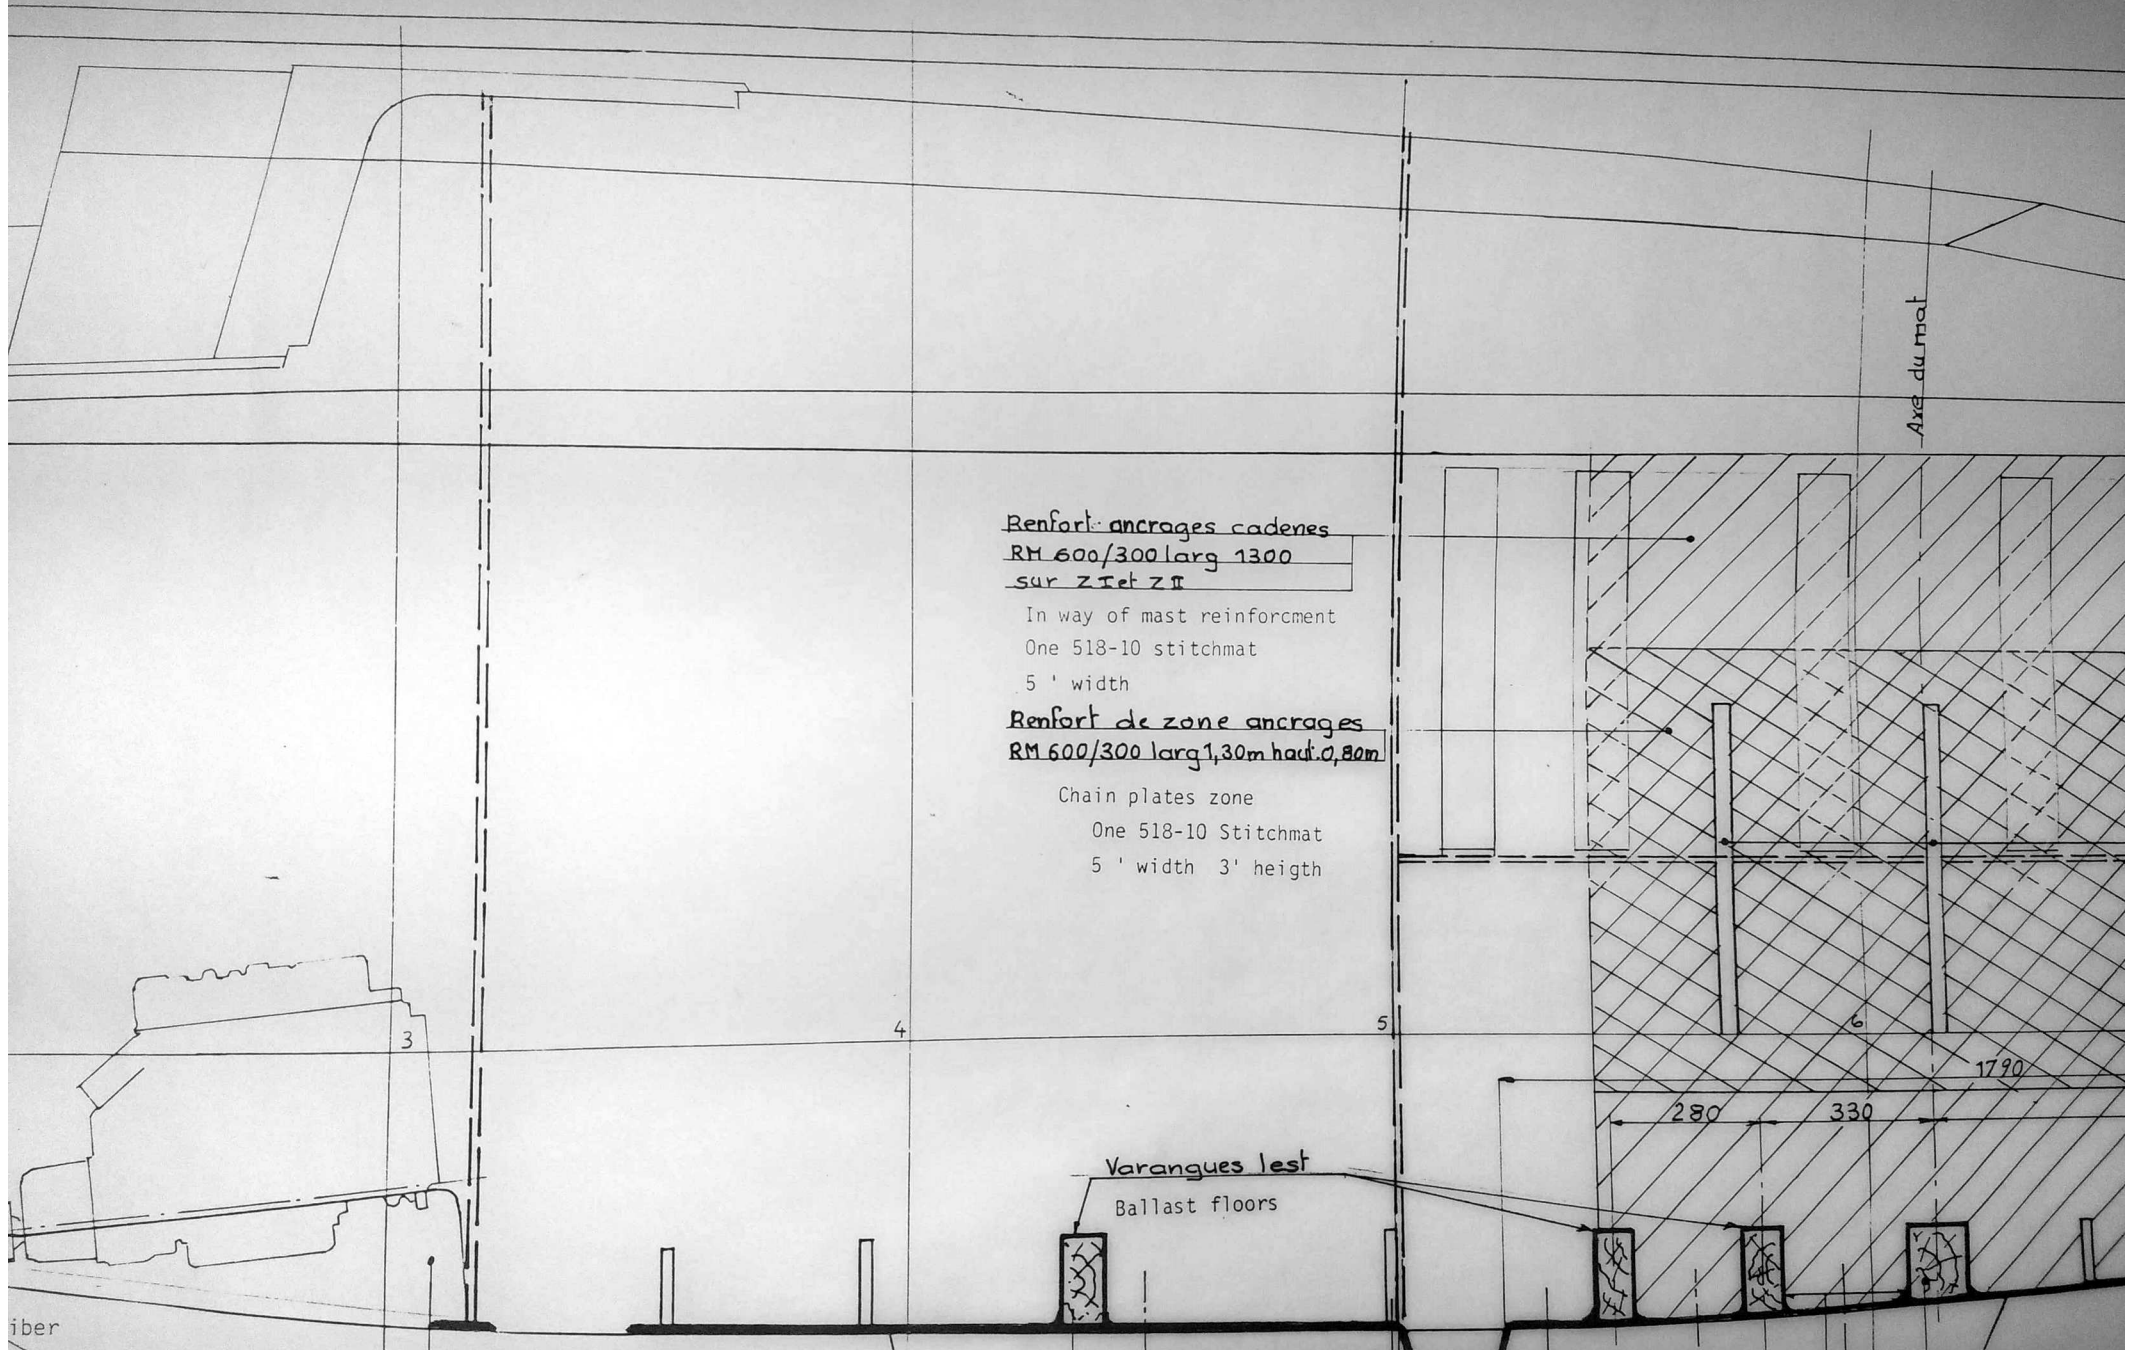 Axe du mat
Renfort ancrages cadenes
RM 600/300 larg 1300
sur Z I et Z II
In way of mast reinforcment
One 518-10 stitchmat
5 ' width
Renfort de zone ancrages
RM 600/300 larg 1,30m haut. 0,80m
Chain plates zone
One 518-10 Stitchmat
5 ' width 3' heigth
3
4
5
6
1790
280
330
Varangues lest
Ballast floors
iber